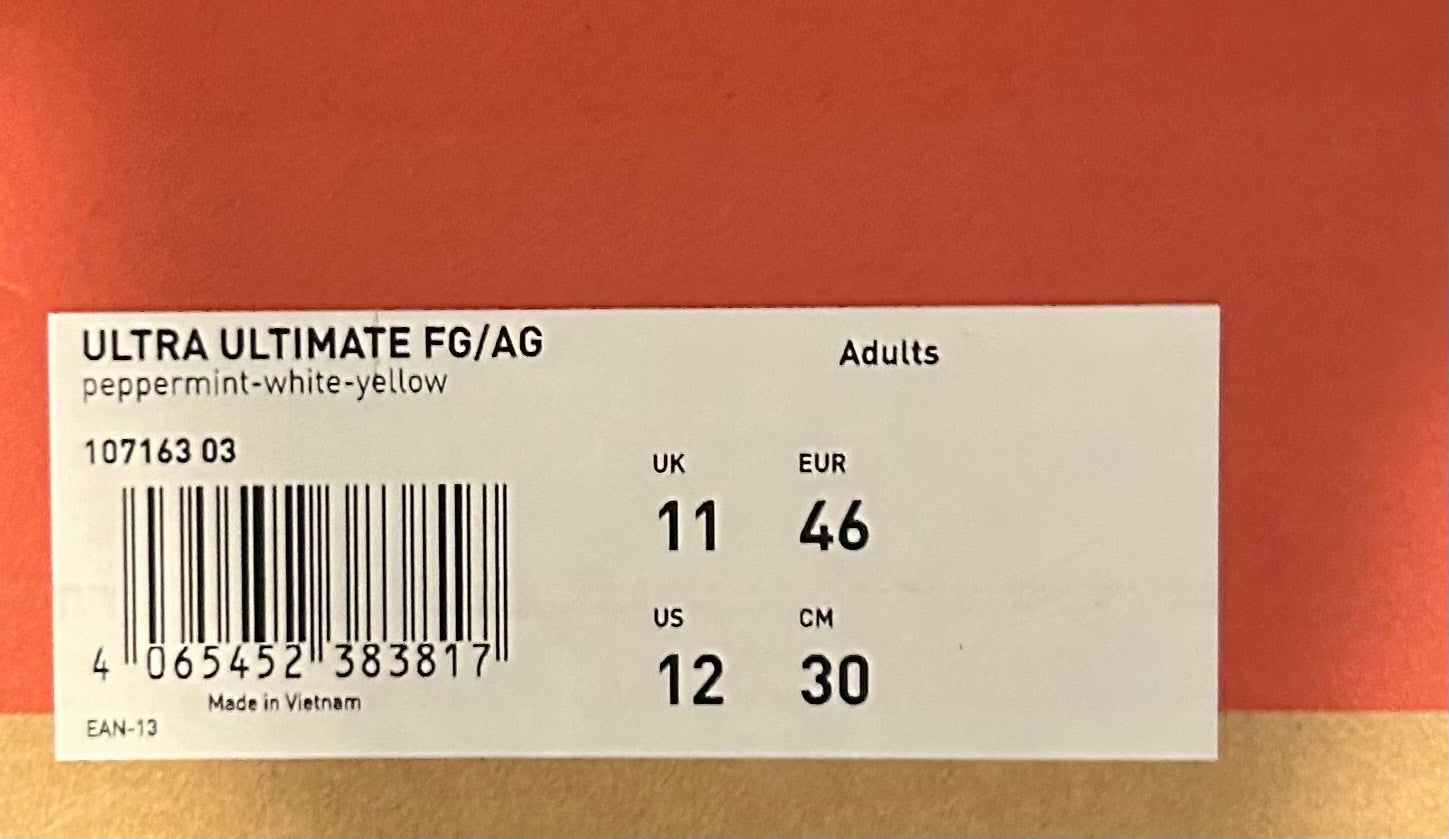 ULTRA ULTIMATE FG/AG
peppermint-white-yellow
Adults
107163 03
UK EUR
11 46
US CM
12 30
4 065452 383817
Made in Vietnam
EAN-13